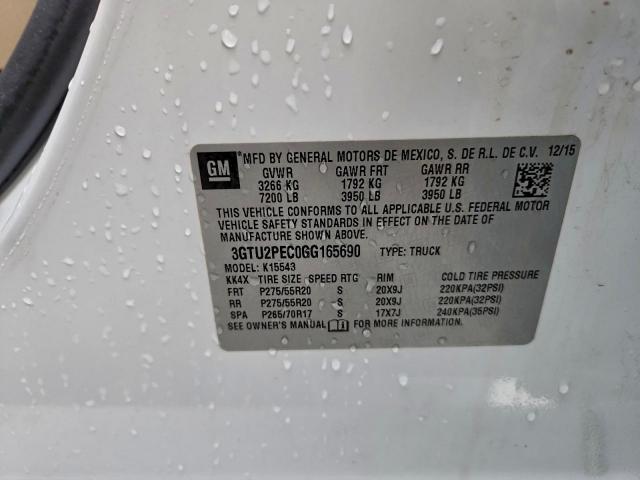 GM MFD BY GENERAL MOTORS DE MEXICO, S. DE R.L. DE C.V. 12/15
GVWR GAWR FRT GAWR RR
3266 KG 1792 KG 1792 KG
7200 LB 3950 LB 3950 LB
THIS VEHICLE CONFORMS TO ALL APPLICABLE U.S. FEDERAL MOTOR
VEHICLE SAFETY STANDARDS IN EFFECT ON THE DATE OF
MANUFACTURE SHOWN ABOVE.
3GTU2PEC0GG165690 TYPE: TRUCK
MODEL: K15543
KK4X TIRE SIZE SPEED RTG RIM COLD TIRE PRESSURE
FRT P275/55R20 S 20X9J 220KPA(32PSI)
RR P275/55R20 S 20X9J 220KPA(32PSI)
SPA P265/70R17 S 17X7J 240KPA(35PSI)
SEE OWNER'S MANUAL FOR MORE INFORMATION.